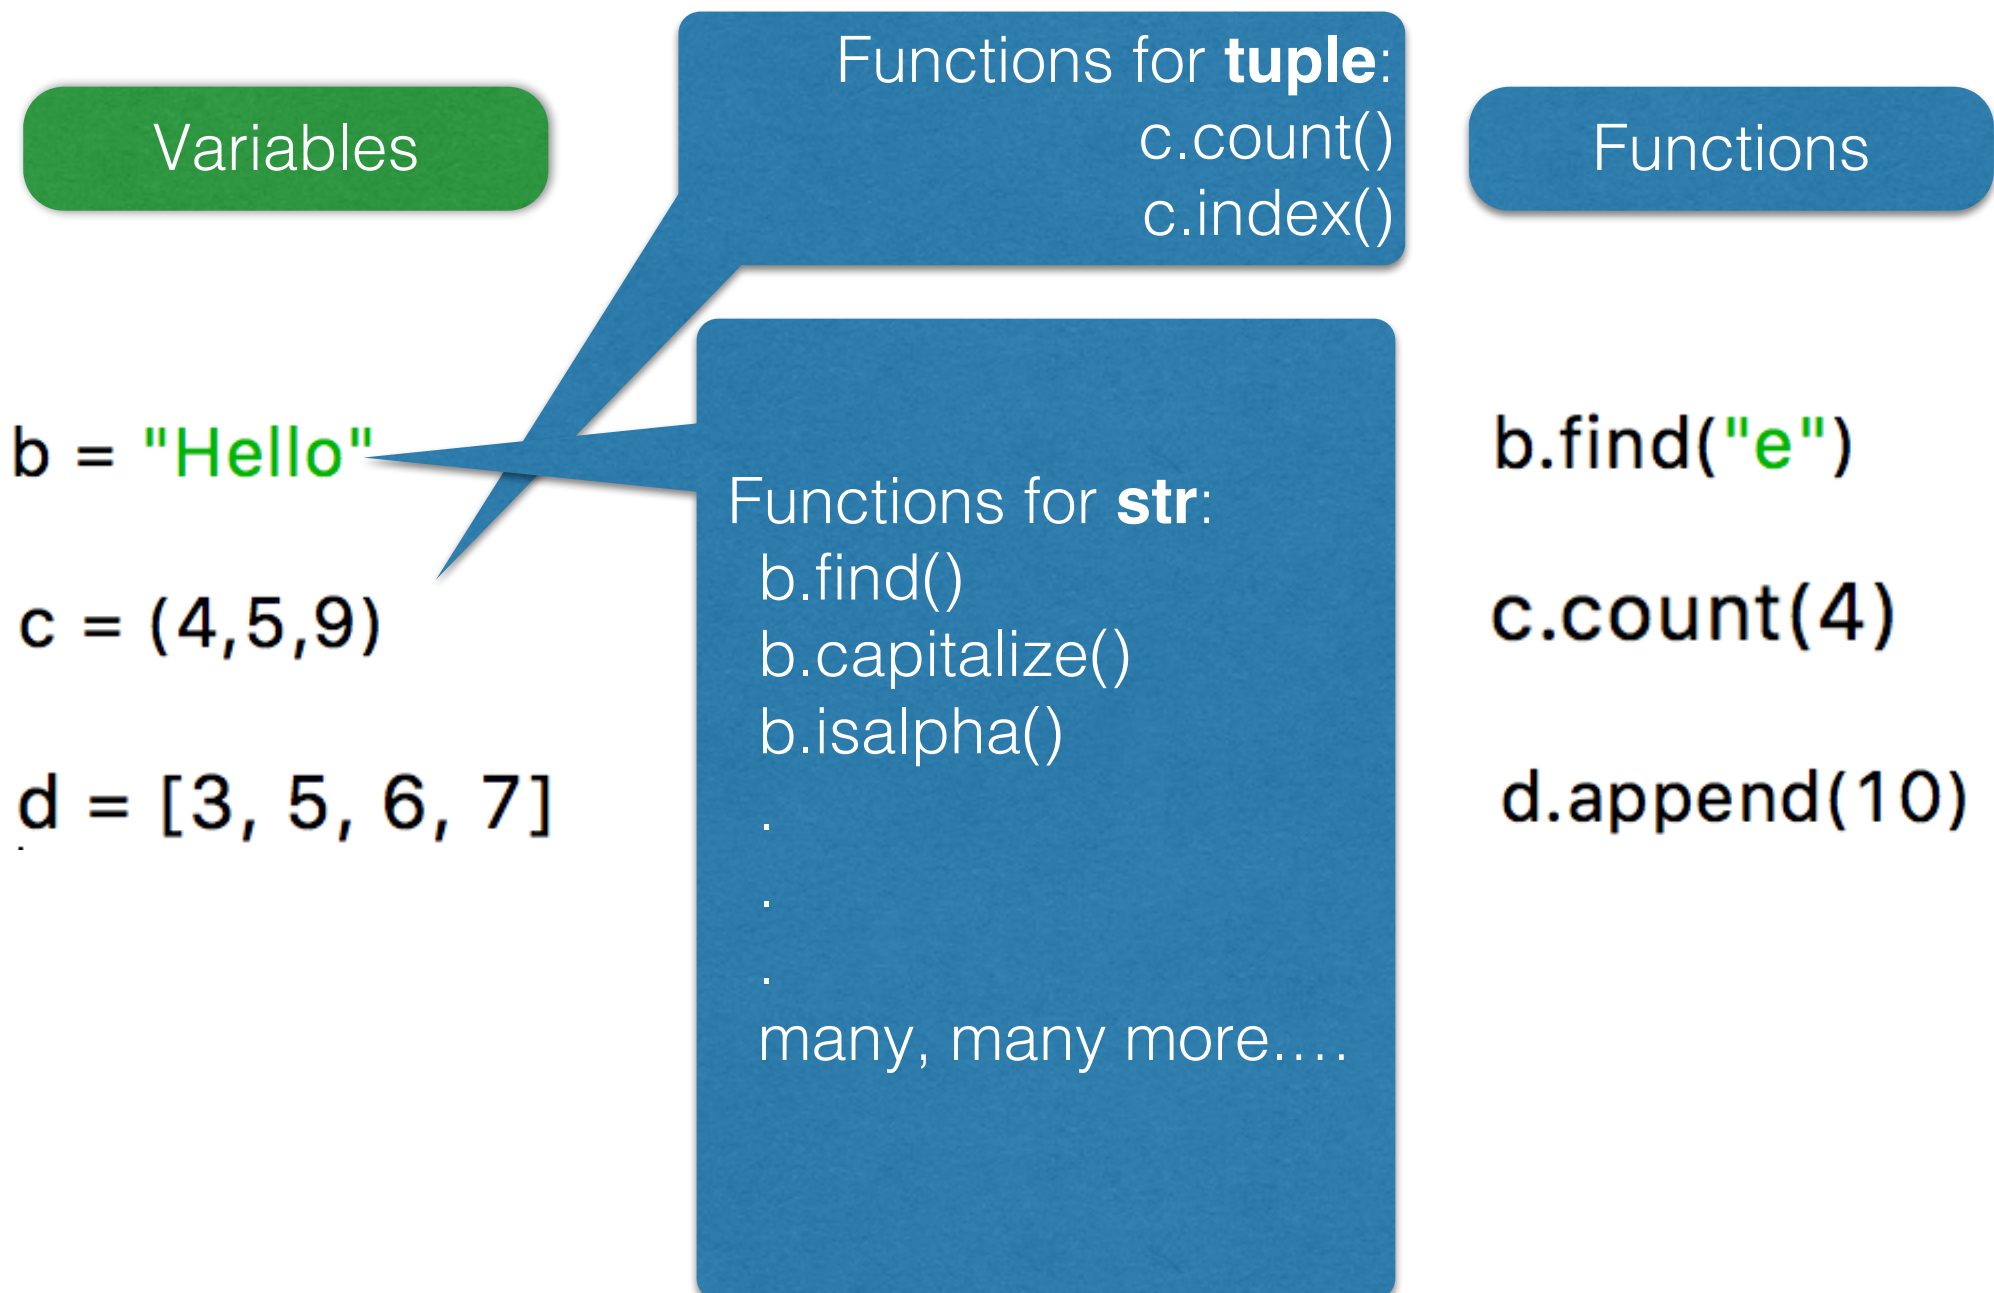 Variables
Functions for tuple:
c.count()
c.index()
Functions
b = "Hello"
c = (4,5,9)
d = [3, 5, 6, 7]
Functions for str:
b.find()
b.capitalize()
b.isalpha()
.
.
.
many, many more....
b.find("e")
c.count(4)
d.append(10)